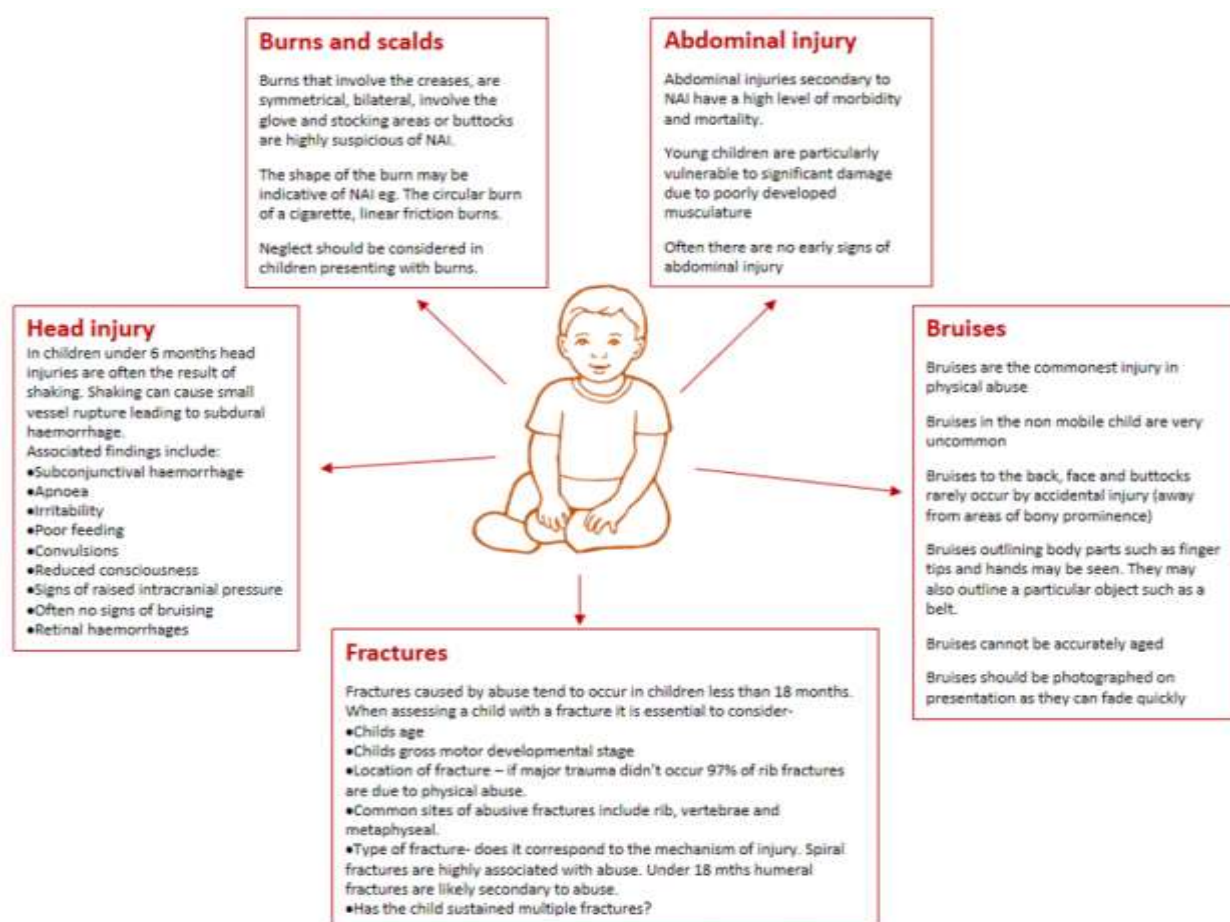 Burns and scalds
Burns that involve the creases, are
symmetrical, bilateral, involve the
glove and stocking areas or buttocks
are highly suspicious of NAI.
The shape of the burn may be
indicative of NAI eg. The circular burn
of a cigarette, linear friction burns.
Neglect should be considered in
children presenting with burns.
Abdominal injury
Abdominal injuries secondary to
NAI have a high level of morbidity
and mortality.
Young children are particularly
vulnerable to significant damage
due to poorly developed
musculature
Often there are no early signs of
abdominal injury
Head injury
In children under 6 months head
injuries are often the result of
shaking. Shaking can cause small
vessel rupture leading to subdural
haemorrhage.
Associated findings include:
●Subconjunctival haemorrhage
●Apnoea
●Irritability
●Poor feeding
●Convulsions
●Reduced consciousness
●Signs of raised intracranial pressure
●Often no signs of bruising
●Retinal haemorrhages
Bruises
Bruises are the commonest injury in
physical abuse
Bruises in the non mobile child are very
uncommon
Bruises to the back, face and buttocks
rarely occur by accidental injury (away
from areas of bony prominence)
Bruises outlining body parts such as finger
tips and hands may be seen. They may
also outline a particular object such as a
belt.
Bruises cannot be accurately aged
Bruises should be photographed on
presentation as they can fade quickly
Fractures
Fractures caused by abuse tend to occur in children less than 18 months.
When assessing a child with a fracture it is essential to consider-
●Childs age
●Childs gross motor developmental stage
●Location of fracture – if major trauma didn't occur 97% of rib fractures
are due to physical abuse.
●Common sites of abusive fractures include rib, vertebrae and
metaphyseal.
●Type of fracture- does it correspond to the mechanism of injury. Spiral
fractures are highly associated with abuse. Under 18 mths humeral
fractures are likely secondary to abuse.
●Has the child sustained multiple fractures?